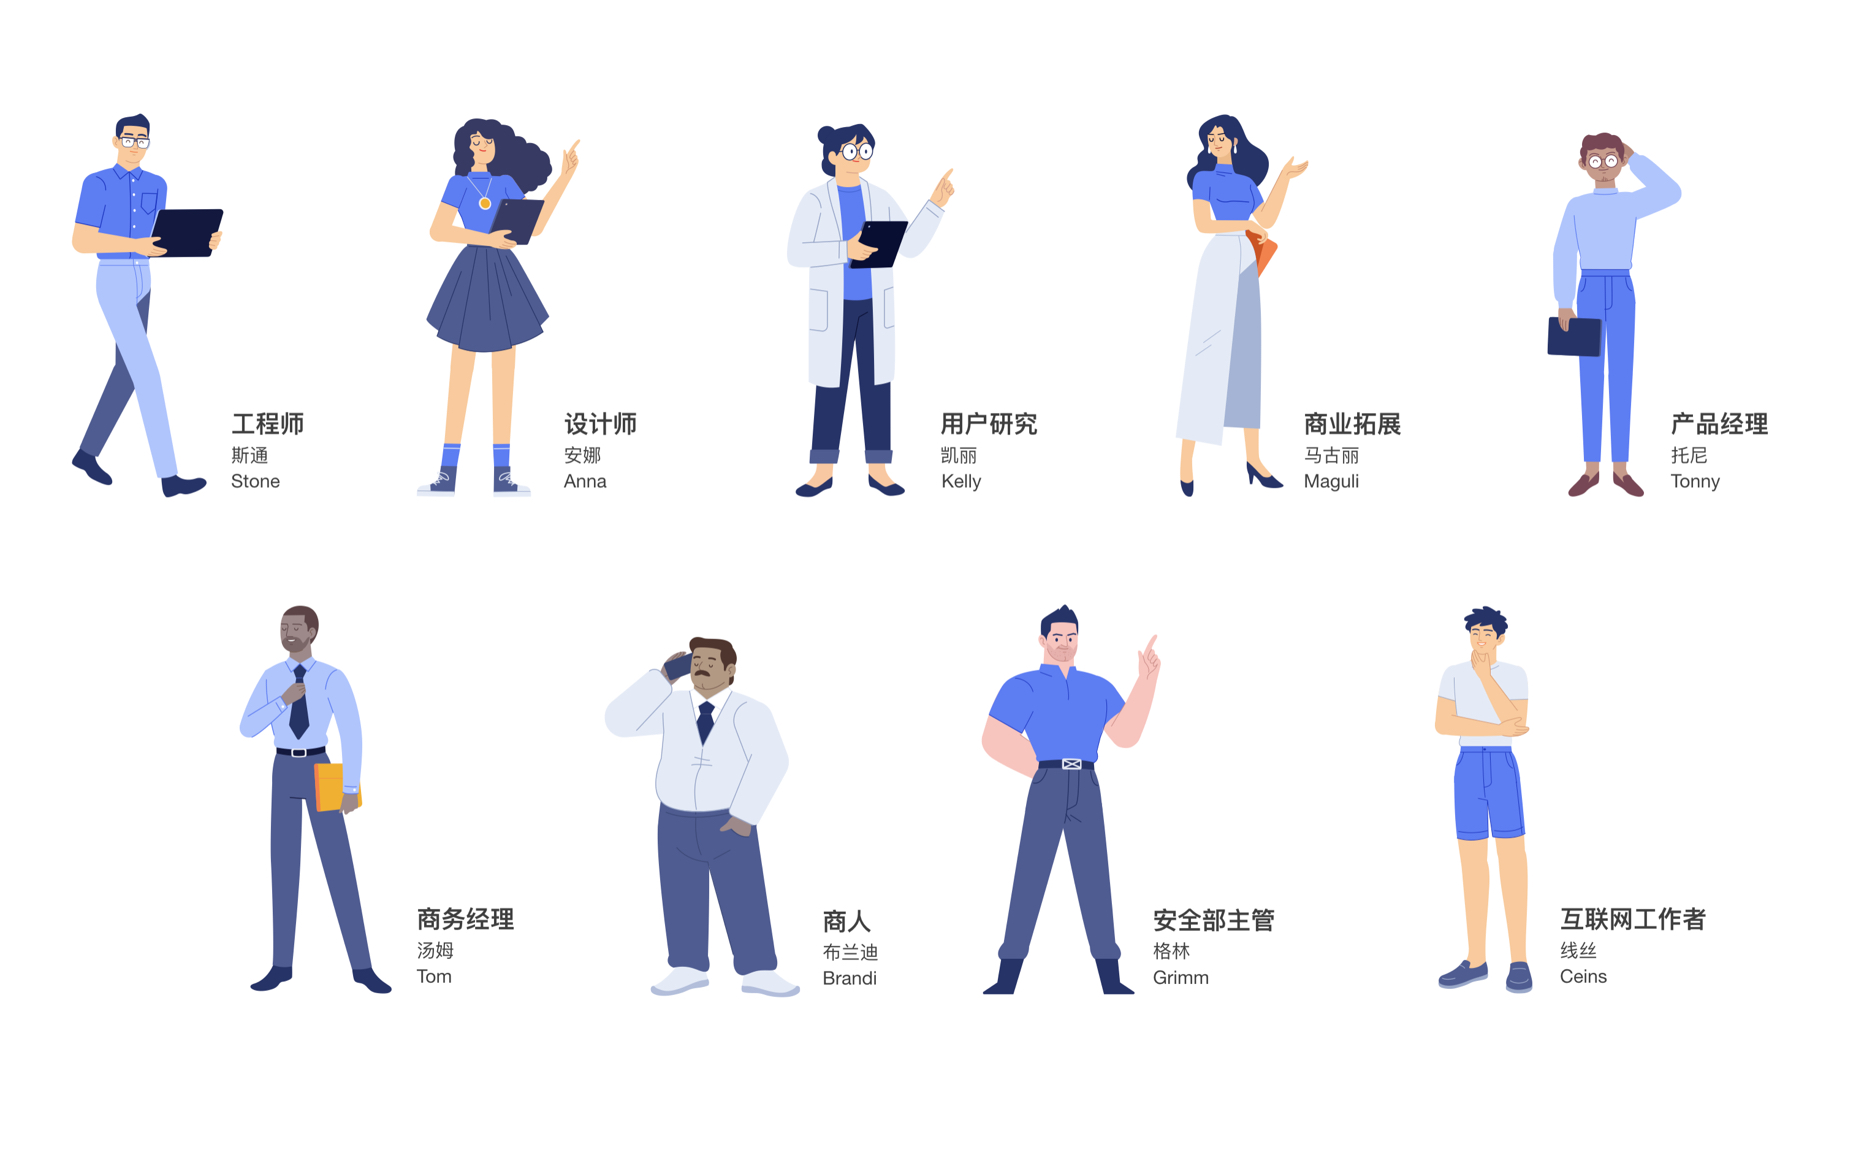 工程师
斯通
Stone
设计师
安娜
Anna
用户研究
凯丽
Kelly
商业拓展
马古丽
Maguli
产品经理
托尼
Tonny
商务经理
汤姆
Tom
商人
布兰迪
Brandi
安全部主管
格林
Grimm
互联网工作者
线丝
Ceins